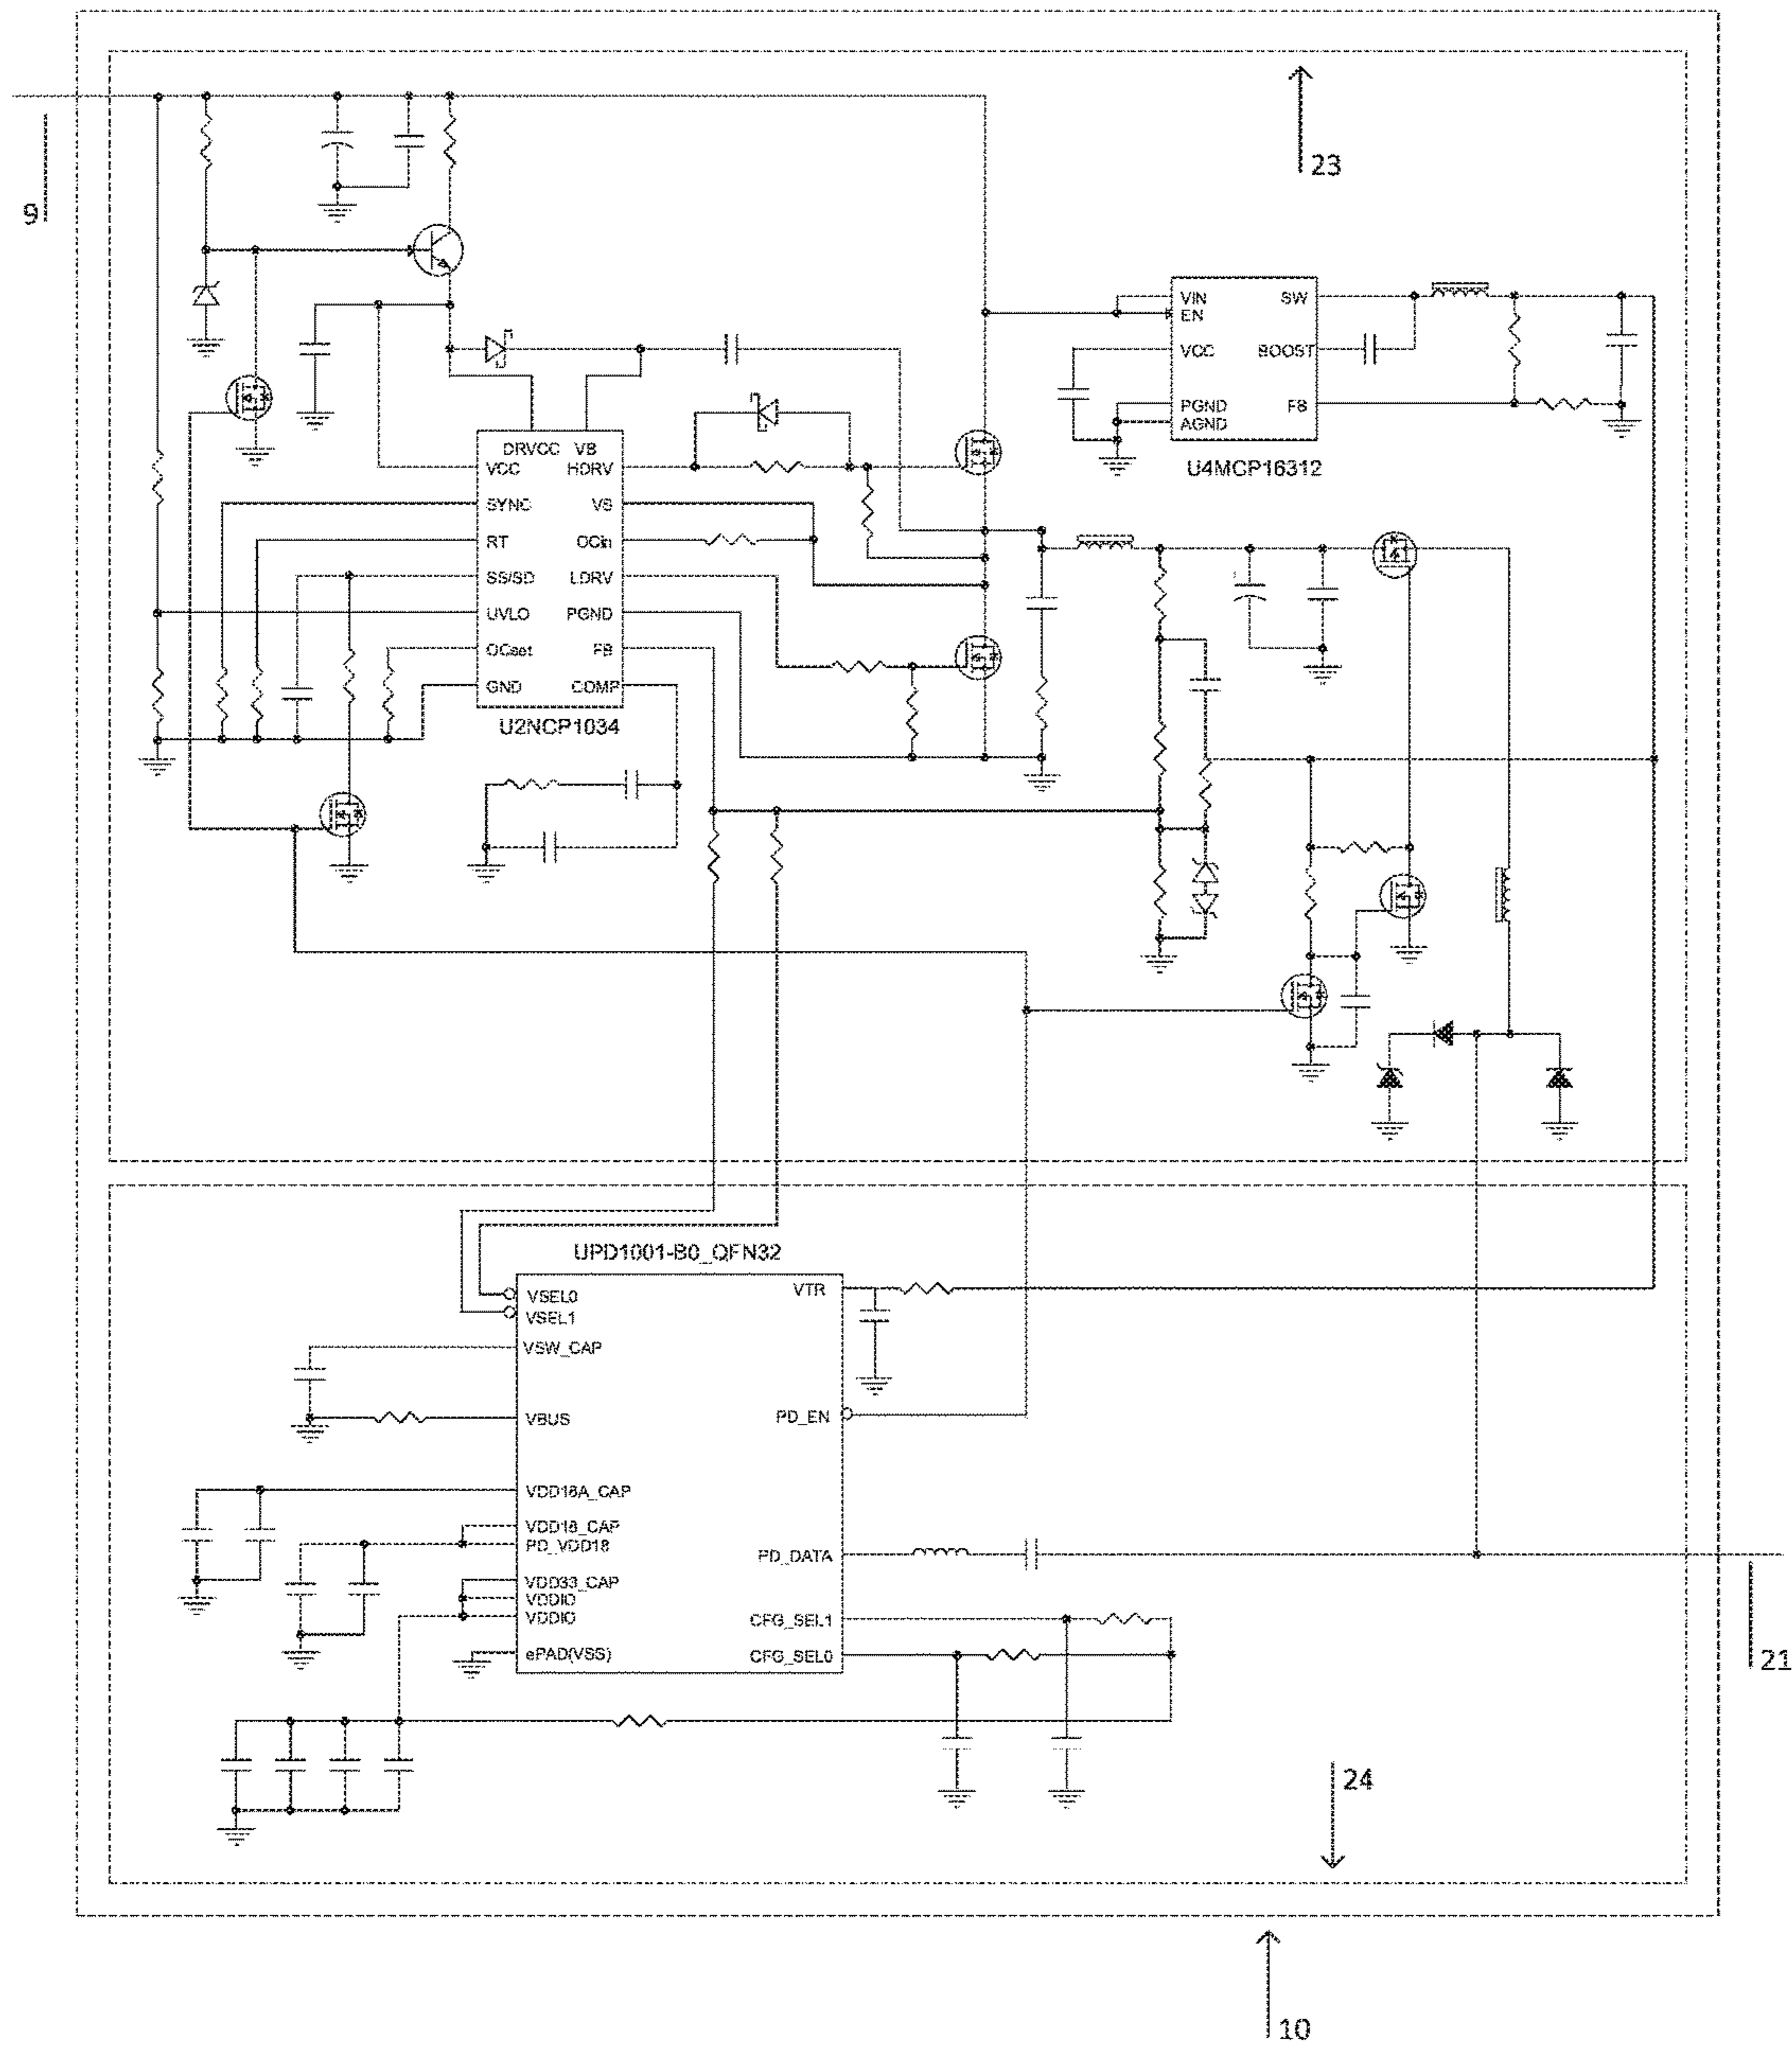 23
9
VIN
SW
EN
VCC
BOOST
PGND
FB
AGND
U4MCP16312
DRVCC VB
VCC
HDRV
SYNC
VS
RT
OCin
SS/SD
LDRV
UVLO
PGND
OCset
FB
GND
COMP
U2NCP1034
UPD1001-B0_QFN32
VSEL0
VTR
VSEL1
VSW_CAP
VBUS
PD_EN
VDD18A_CAP
VDD18_CAP
PD_VDD18
PD_DATA
VDD33_CAP
VDDIO
VDDIO
CFG_SEL1
ePAD(VSS)
CFG_SEL0
21
24
10